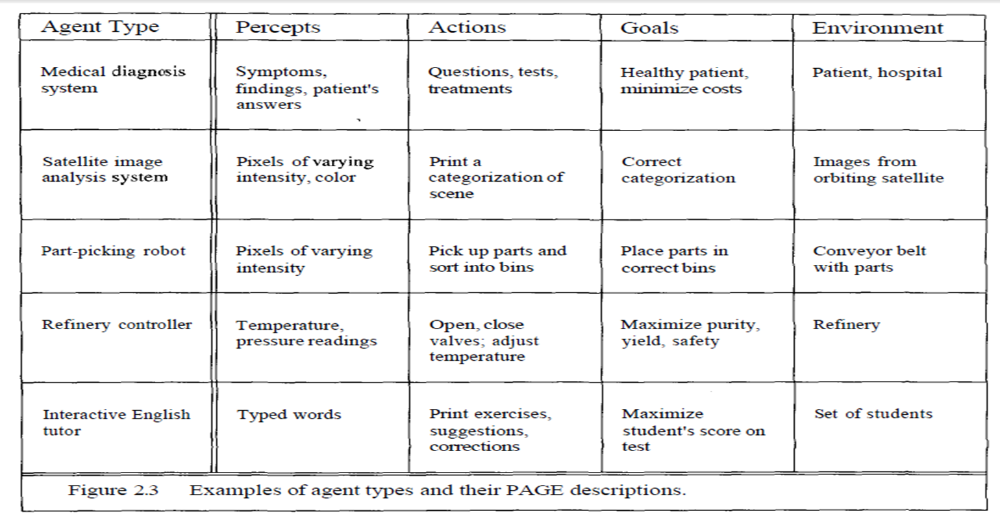 Agent Type Percepts Actions Goals Environment
Medical diagnosis
system
Symptoms,
findings, patient's
answers
Questions, tests,
treatments
Healthy patient,
minimize costs
Patient, hospital
Satellite image
analysis system
Pixels of varying
intensity, color
Print a
categorization of
scene
Correct
categorization
Images from
orbiting satellite
Part-picking robot
Pixels of varying
intensity
Pick up parts and
sort into bins
Place parts in
correct bins
Conveyor belt
with parts
Refinery controller
Temperature,
pressure readings
Open, close
valves; adjust
temperature
Maximize purity,
yield, safety
Refinery
Interactive English
tutor
Typed words
Print exercises,
suggestions,
corrections
Maximize
student's score on
test
Set of students
Figure 2.3 Examples of agent types and their PAGE descriptions.